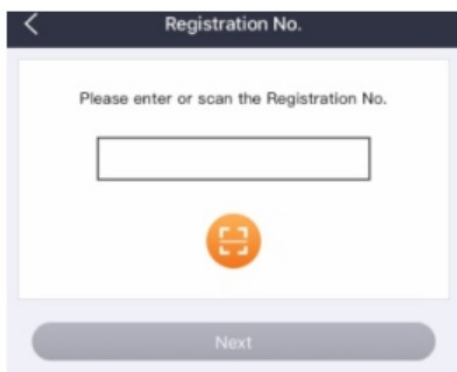 Registration No.
Please enter or scan the Registration No.
Next